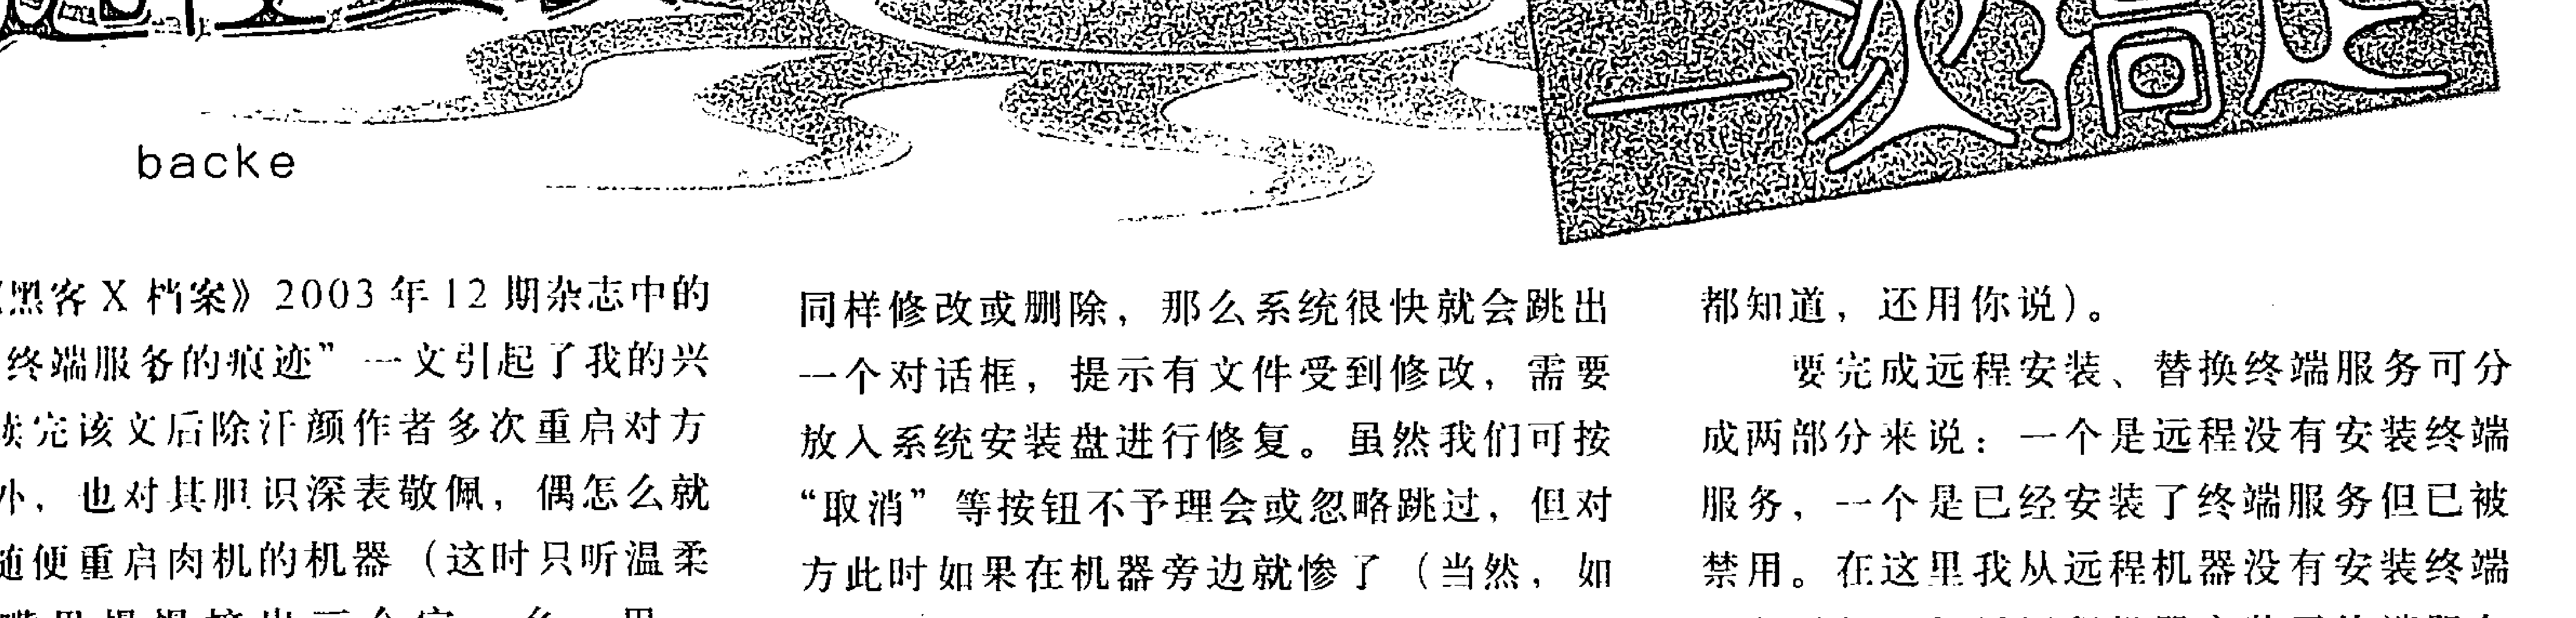 backe
《黑客 X 档案》2003 年 12 期杂志中的
终端服务的痕迹” 一文引起了我的兴
读完该文后除汗颜作者多次重启对方
外，也对其胆识深表敬佩，偶怎么就
随便重启肉机的机器（这时只听温柔
同样修改或删除，那么系统很快就会跳出
一个对话框，提示有文件受到修改，需要
放入系统安装盘进行修复。虽然我们可按
“取消”等按钮不予理会或忽略跳过，但对
方此时如果在机器旁边就惨了（当然，如
都知道，还用你说）。
要完成远程安装、替换终端服务可分
成两部分来说：一个是远程没有安装终端
服务，一个是已经安装了终端服务但已被
禁用。在这里我从远程机器没有安装终端